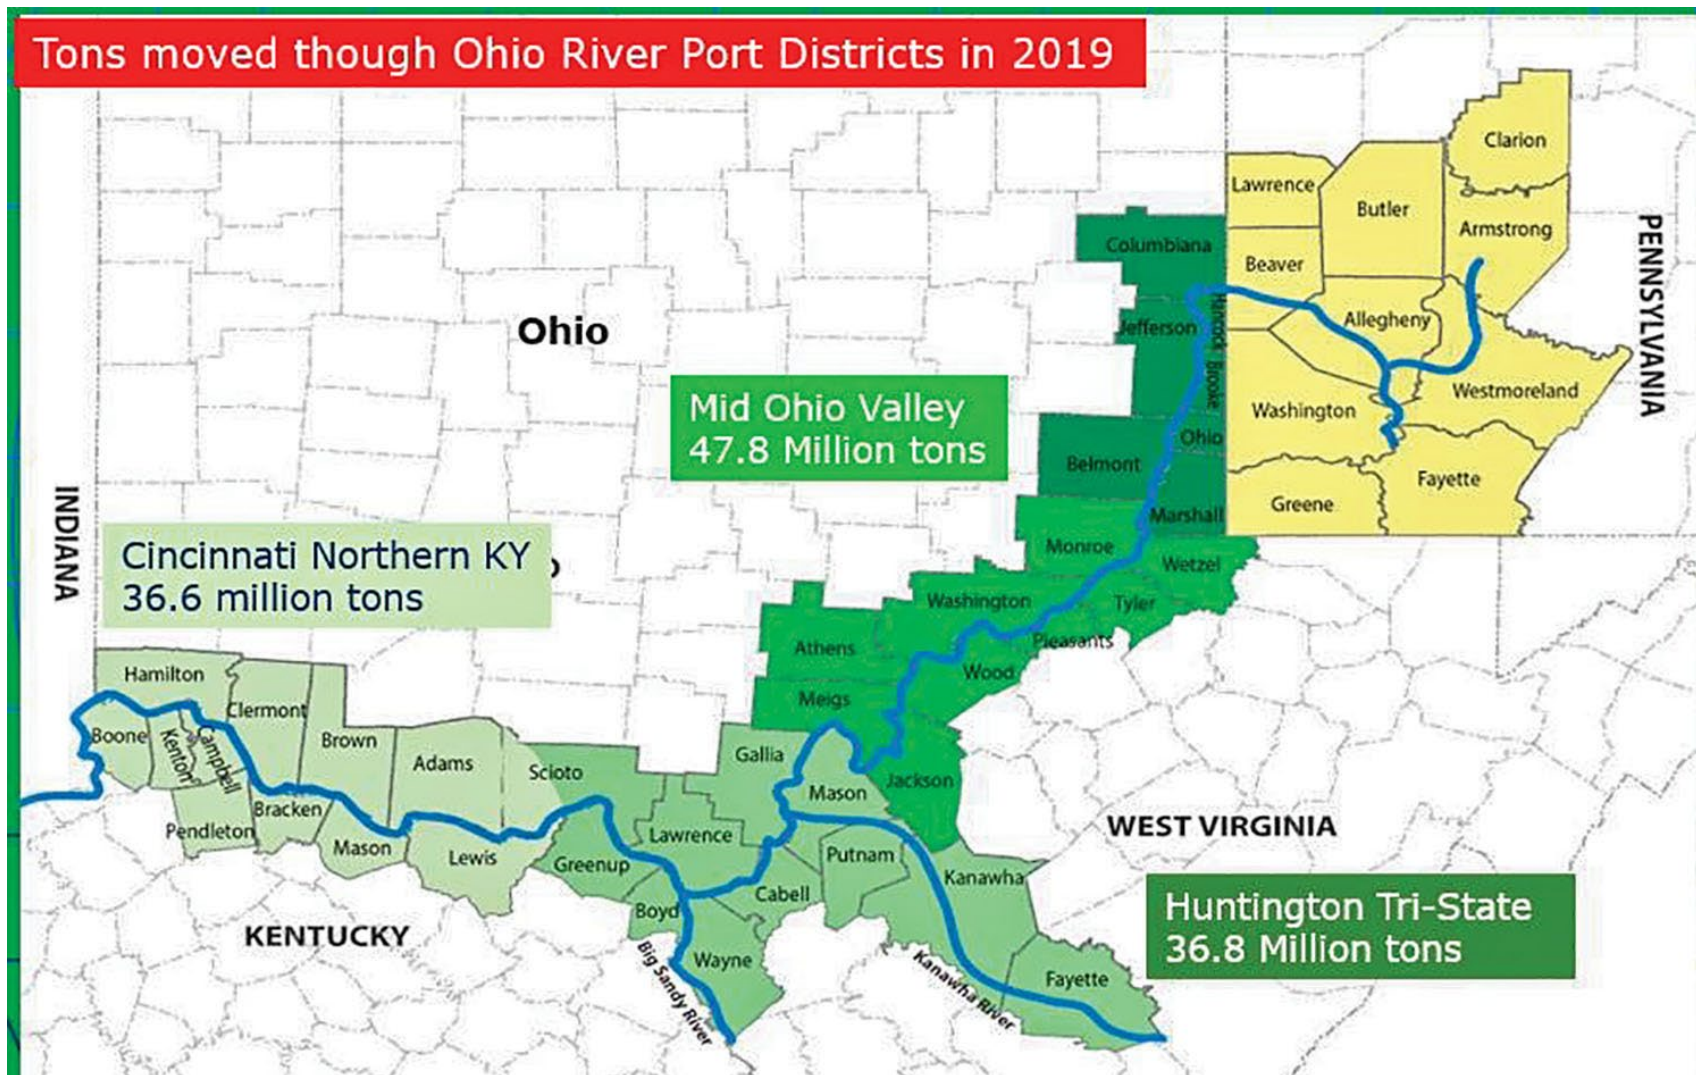 Tons moved though Ohio River Port Districts in 2019
Clarion
Lawrence
Butler
Armstrong
PENNSYLVANIA
Columbiana
Beaver
Hancock
Allegheny
Jefferson
Ohio
Brooke
Westmoreland
Washington
Mid Ohio Valley
47.8 Million tons
Ohio
Belmont
Fayette
Greene
Marshall
INDIANA
Cincinnati Northern KY
36.6 million tons
Monroe
Wetzel
Washington
Tyler
Pleasants
Athens
Wood
Meigs
Hamilton
Clermont
Boone
Kenton
Campbell
Brown
Adams
Scioto
Gallia
Mason
Jackson
Bracken
Pendleton
Mason
Lewis
Lawrence
Greenup
Putnam
Kanawha
WEST VIRGINIA
Cabell
Boyd
KENTUCKY
Huntington Tri-State
36.8 Million tons
Wayne
Big Sandy River
Kanawha River
Fayette